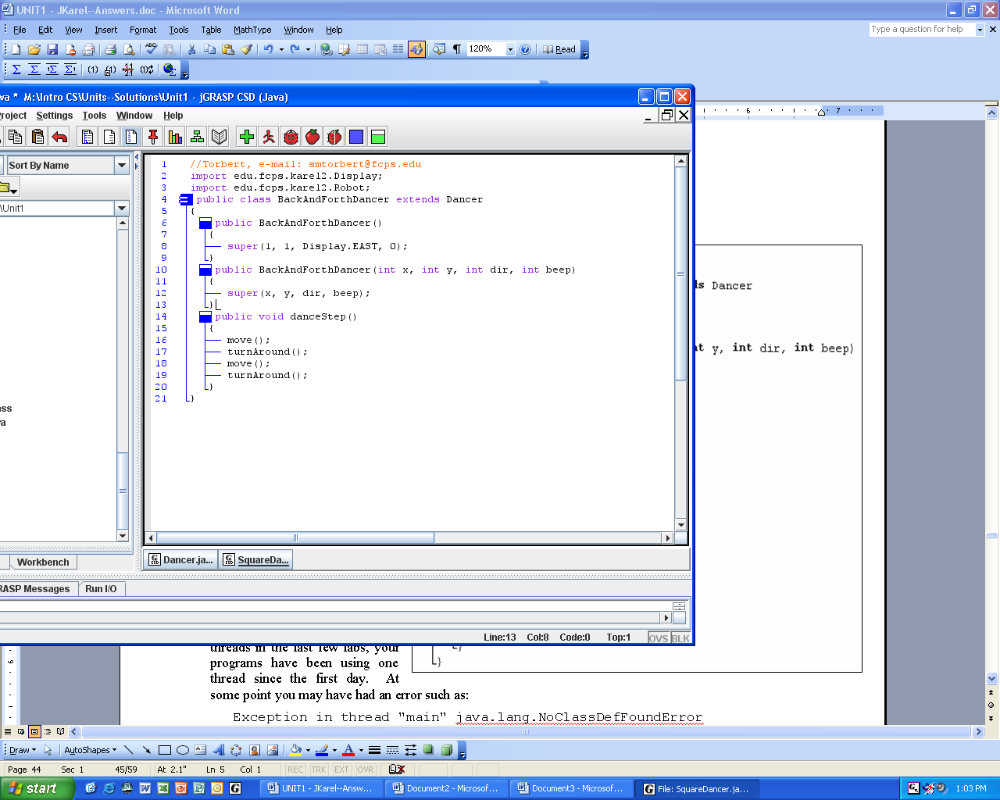 UNIT1 - JKarel--Answers.doc - Microsoft Word
File Edit View Insert Format Tools Table MathType Window Help
Type a question for help
120%
Read
va * M:\Intro CS\Units--Solutions\Unit1 - jGRASP CSD (Java)
roject Settings Tools Window Help
6 7
Sort By Name
\Unit1
ass
va
1 //Torbert, e-mail: smtorbert@fcps.edu
2 import edu.fcps.karel2.Display;
3 import edu.fcps.karel2.Robot;
4 public class BackAndForthDancer extends Dancer
5 {
6 public BackAndForthDancer()
7 {
8 super(1, 1, Display.EAST, 0);
9 }
10 public BackAndForthDancer(int x, int y, int dir, int beep)
11 {
12 super(x, y, dir, beep);
13 }
14 public void danceStep()
15 {
16 move();
17 turnAround();
18 move();
19 turnAround();
20 }
21 }
ds Dancer
nt y, int dir, int beep)
Workbench
Dancer.ja... SquareDa...
RASP Messages Run I/O
Line:13 Col:8 Code:0 Top:1 OVS BLK
threads in the last few labs, your
}
programs have been using one
}
thread since the first day. At
some point you may have had an error such as:
Exception in thread "main" java.lang.NoClassDefFoundError
Draw AutoShapes
Page 44 Sec 1 45/59 At 2.1" Ln 5 Col 1 REC TRK EXT OVR
start UNIT1 - JKarel--Answ... Document2 - Microsof... Document3 - Microsoft... File: SquareDancer.ja... 1:03 PM